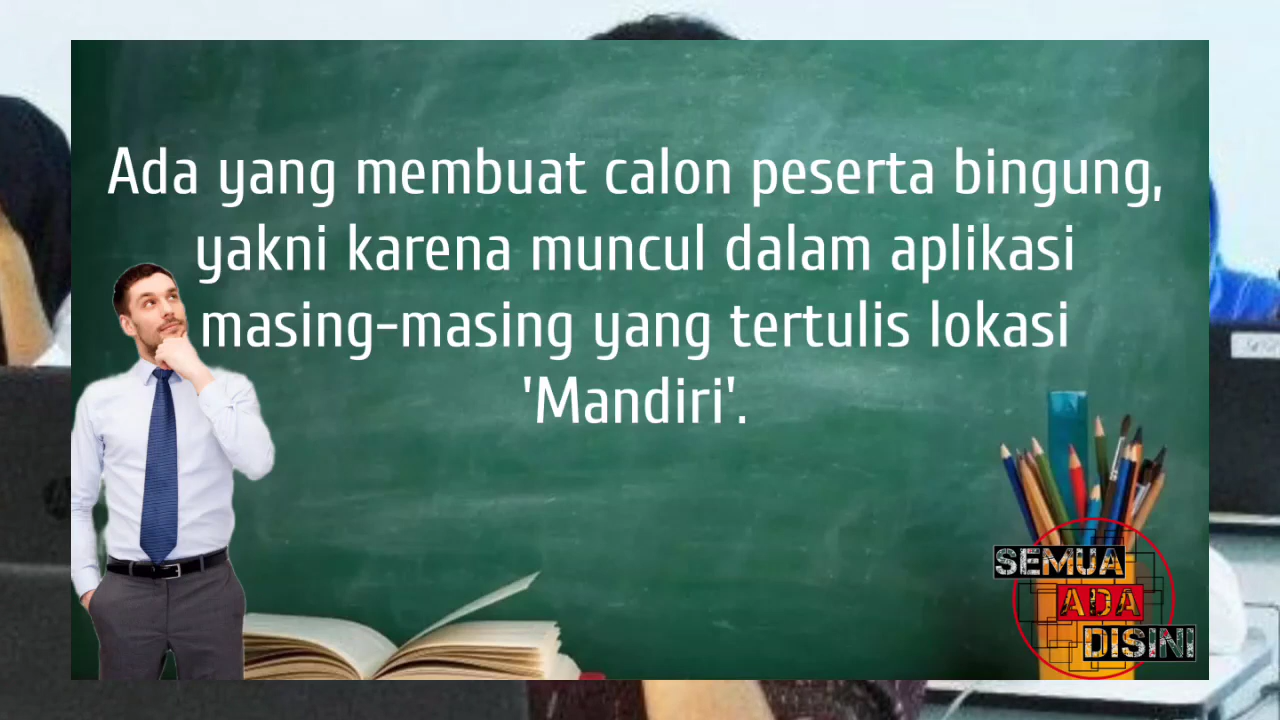 Ada yang membuat calon peserta bingung,
yakni karena muncul dalam aplikasi
masing-masing yang tertulis lokasi
'Mandiri'.
SEMUA
ADA
DISINI